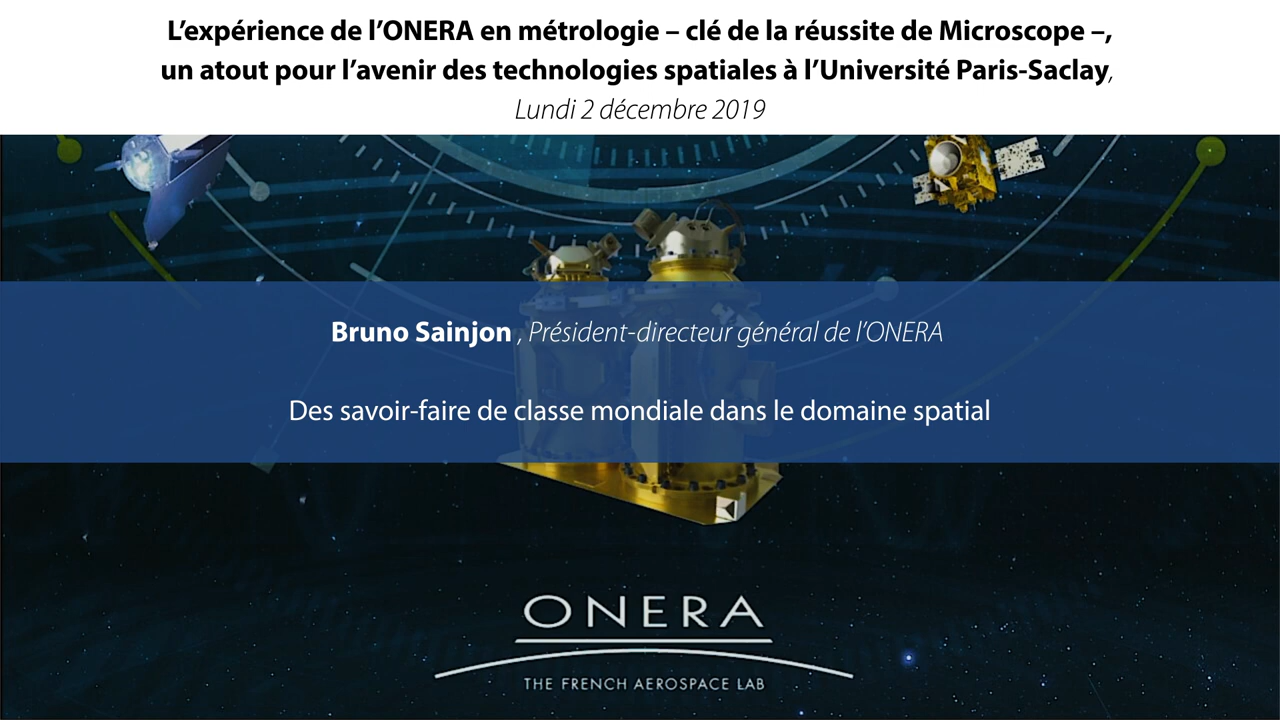 L’expérience de l’ONERA en métrologie – clé de la réussite de Microscope –,
un atout pour l’avenir des technologies spatiales à l’Université Paris-Saclay,
Lundi 2 décembre 2019
Bruno Sainjon , Président-directeur général de l’ONERA
Des savoir-faire de classe mondiale dans le domaine spatial
ONERA
THE FRENCH AEROSPACE LAB